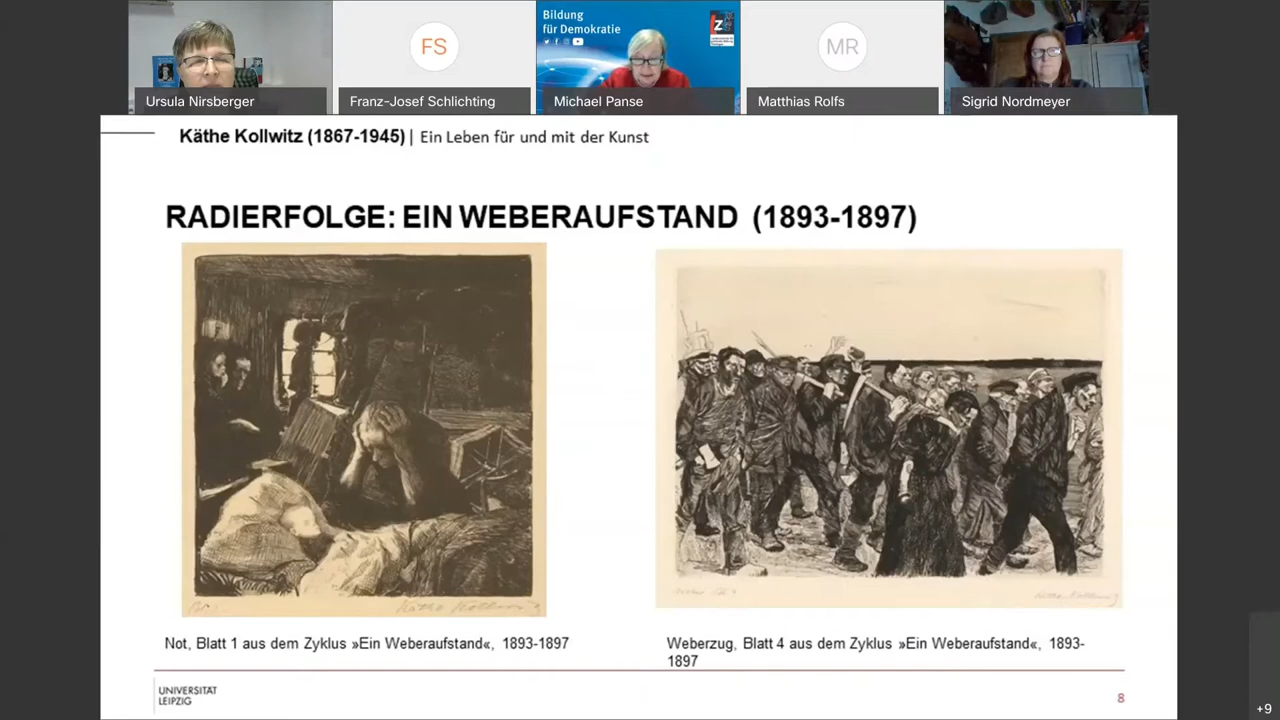 Bildung
für Demokratie
FS
MR
Ursula Nirsberger
Franz-Josef Schlichting
Michael Panse
Matthias Rolfs
Sigrid Nordmeyer
Käthe Kollwitz (1867-1945) | Ein Leben für und mit der Kunst
RADIERFOLGE: EIN WEBERAUFSTAND (1893-1897)
Käthe Kollwitz
Not, Blatt 1 aus dem Zyklus »Ein Weberaufstand«, 1893-1897
Weberzug, Blatt 4 aus dem Zyklus »Ein Weberaufstand«, 1893-
1897
UNIVERSITÄT
LEIPZIG
8
+9